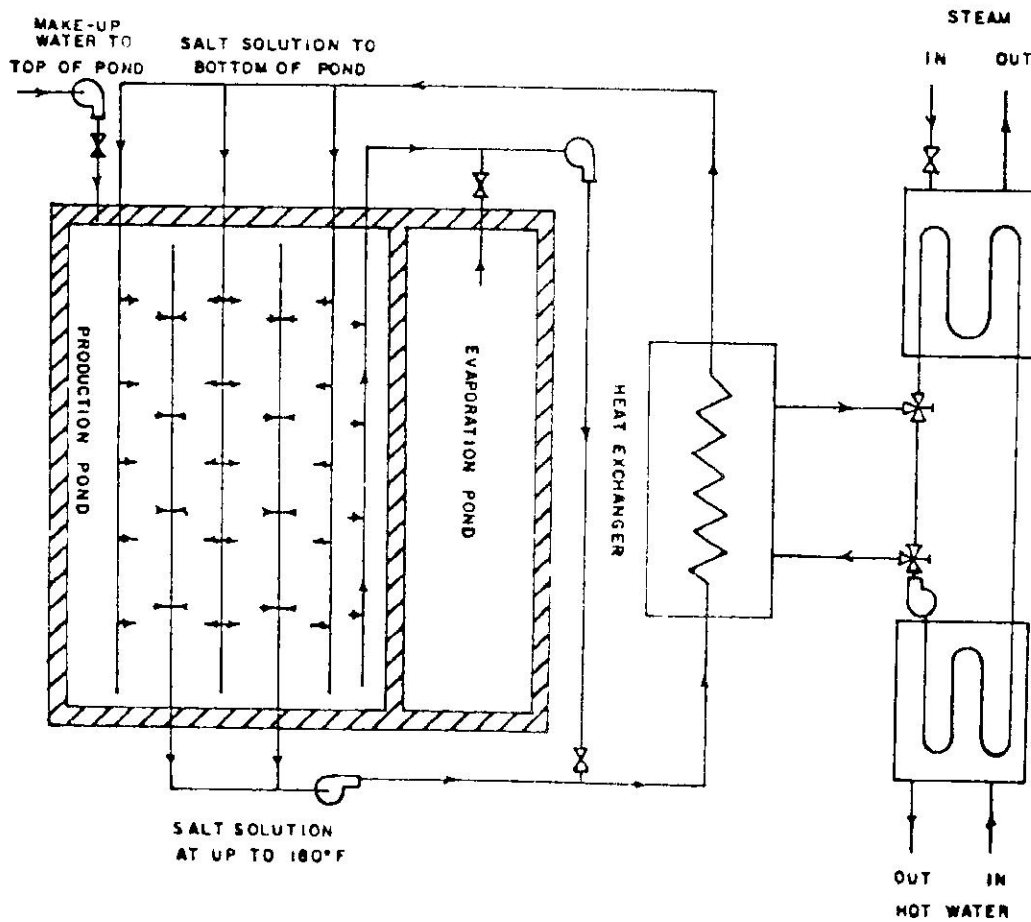 MAKE-UP
WATER TO
TOP OF POND
SALT SOLUTION TO
BOTTOM OF POND
STEAM
IN OUT
PRODUCTION POND
EVAPORATION POND
HEAT EXCHANGER
SALT SOLUTION
AT UP TO 180°F
OUT IN
HOT WATER